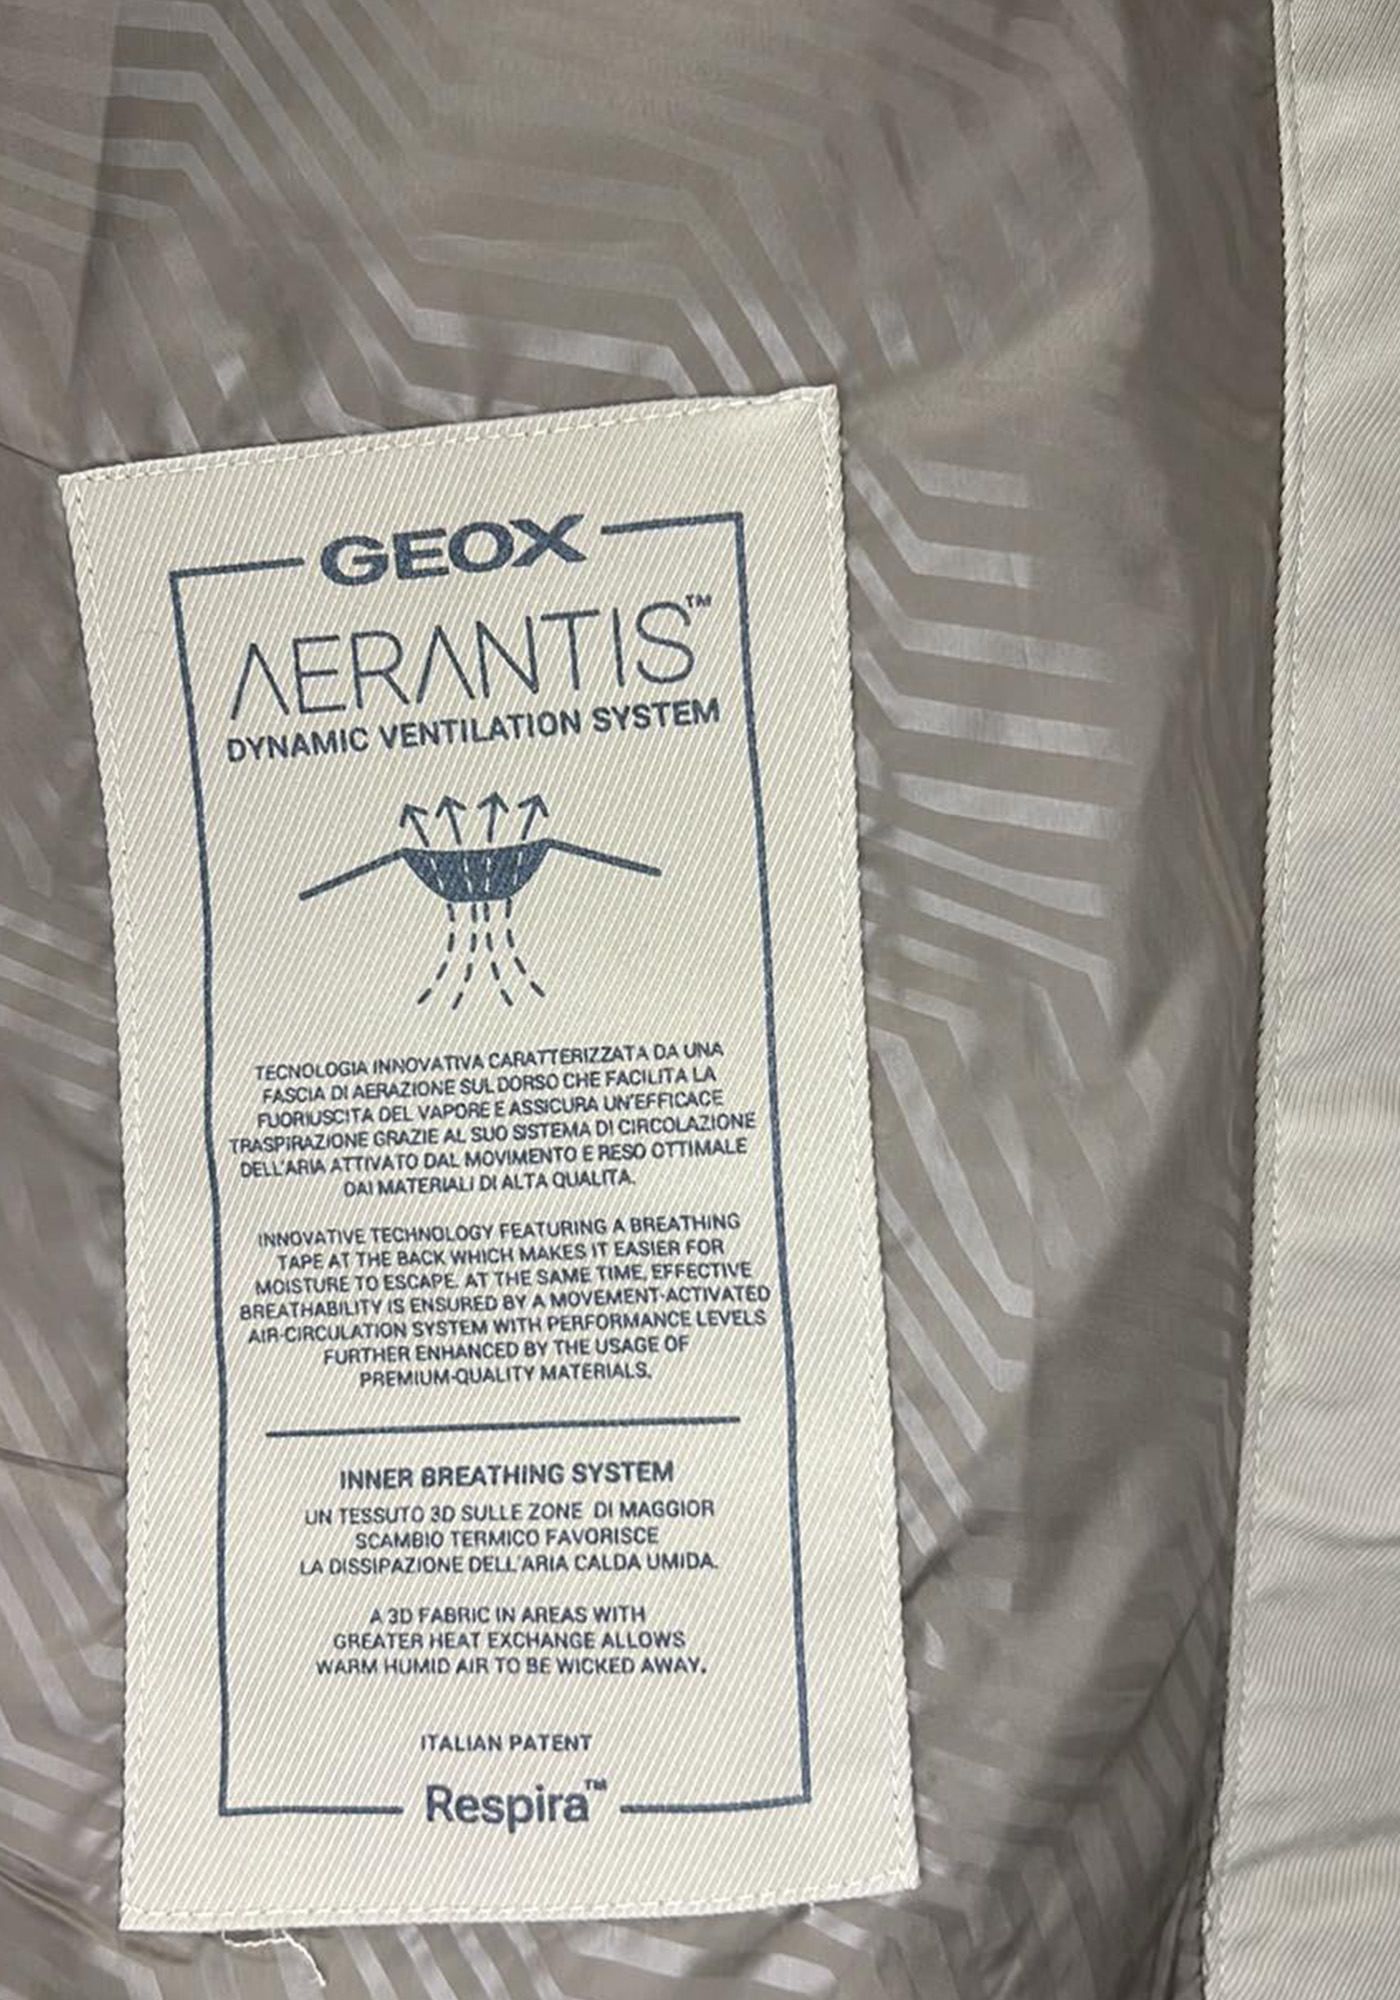 GEOX
AERANTIS™
DYNAMIC VENTILATION SYSTEM
TECNOLOGIA INNOVATIVA CARATTERIZZATA DA UNA
FASCIA DI AERAZIONE SUL DORSO CHE FACILITA LA
FUORIUSCITA DEL VAPORE E ASSICURA UN'EFFICACE
TRASPIRAZIONE GRAZIE AL SUO SISTEMA DI CIRCOLAZIONE
DELL'ARIA ATTIVATO DAL MOVIMENTO E RESO OTTIMALE
DAI MATERIALI DI ALTA QUALITA.
INNOVATIVE TECHNOLOGY FEATURING A BREATHING
TAPE AT THE BACK WHICH MAKES IT EASIER FOR
MOISTURE TO ESCAPE. AT THE SAME TIME, EFFECTIVE
BREATHABILITY IS ENSURED BY A MOVEMENT-ACTIVATED
AIR-CIRCULATION SYSTEM WITH PERFORMANCE LEVELS
FURTHER ENHANCED BY THE USAGE OF
PREMIUM-QUALITY MATERIALS.
INNER BREATHING SYSTEM
UN TESSUTO 3D SULLE ZONE DI MAGGIOR
SCAMBIO TERMICO FAVORISCE
LA DISSIPAZIONE DELL'ARIA CALDA UMIDA.
A 3D FABRIC IN AREAS WITH
GREATER HEAT EXCHANGE ALLOWS
WARM HUMID AIR TO BE WICKED AWAY.
ITALIAN PATENT
Respira™